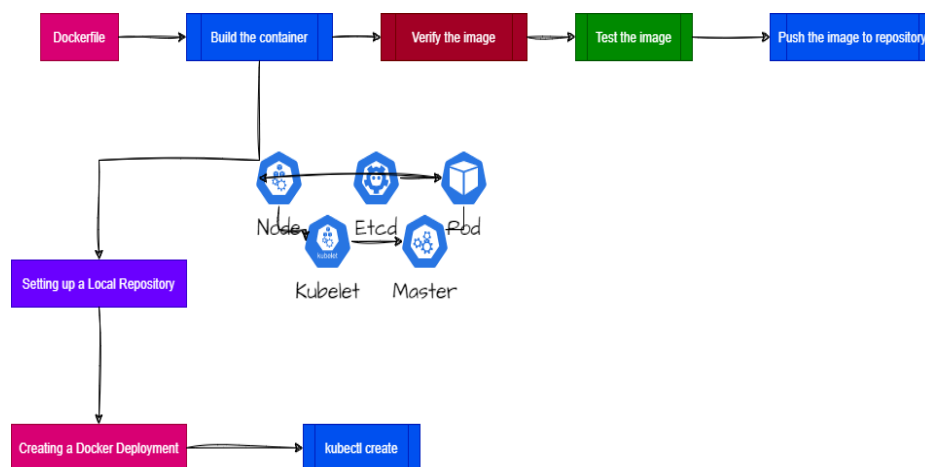 Dockerfile
Build the container
Verify the image
Test the image
Push the image to repository
Node
Etcd
Pod
kubelet
Kubelet
Master
Setting up a Local Repository
Creating a Docker Deployment
kubectl create